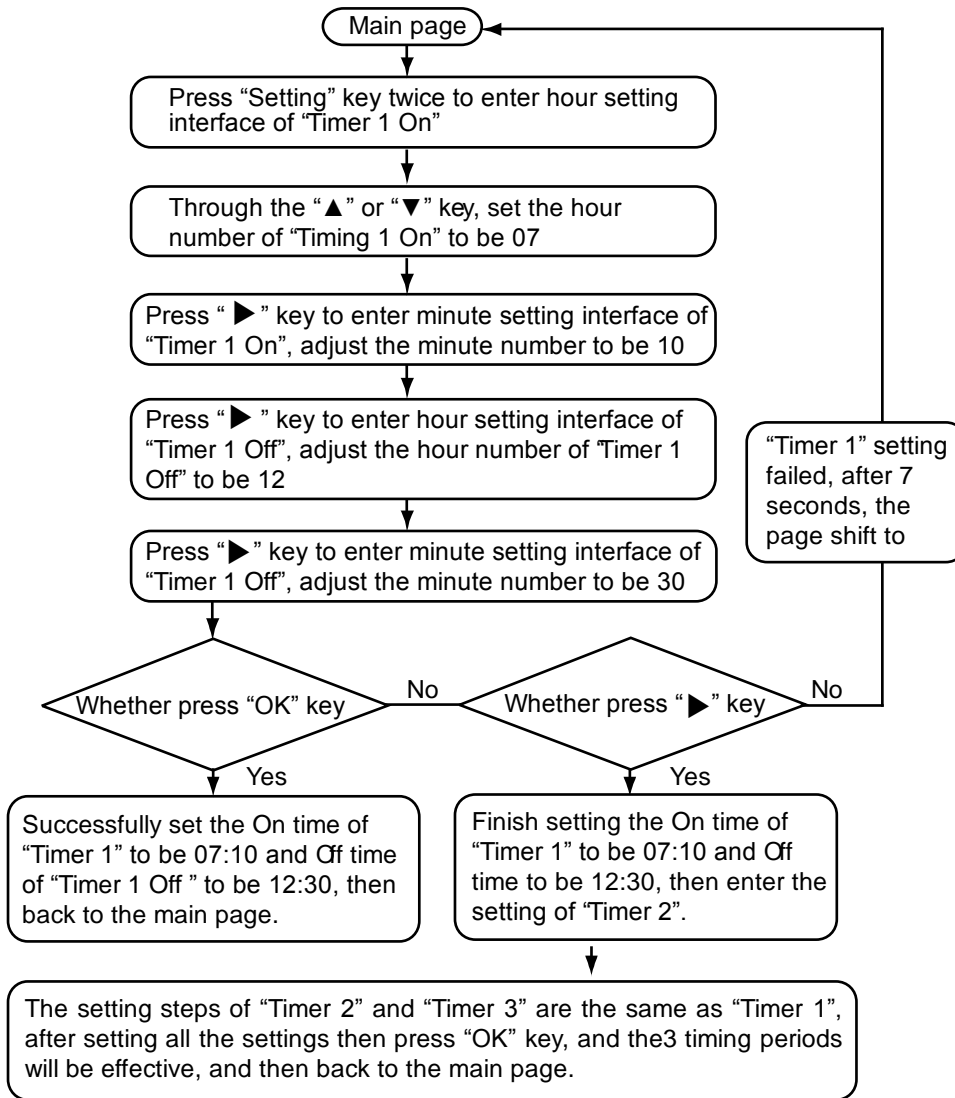 Main page
Press “Setting” key twice to enter hour setting
interface of “Timer 1 On”
Through the “▲” or “▼” key, set the hour
number of “Timing 1 On” to be 07
Press “ ▶ ” key to enter minute setting interface of
“Timer 1 On”, adjust the minute number to be 10
Press “ ▶ ” key to enter hour setting interface of
“Timer 1 Off”, adjust the hour number of “Timer 1
Off” to be 12
Press “▶” key to enter minute setting interface of
“Timer 1 Off”, adjust the minute number to be 30
“Timer 1” setting
failed, after 7
seconds, the
page shift to
Whether press “OK” key
No
Whether press “▶” key
No
Yes
Yes
Successfully set the On time of
“Timer 1” to be 07:10 and Off time
of “Timer 1 Off ” to be 12:30, then
back to the main page.
Finish setting the On time of
“Timer 1” to be 07:10 and Off
time to be 12:30, then enter the
setting of “Timer 2”.
The setting steps of “Timer 2” and “Timer 3” are the same as “Timer 1”,
after setting all the settings then press “OK” key, and the3 timing periods
will be effective, and then back to the main page.